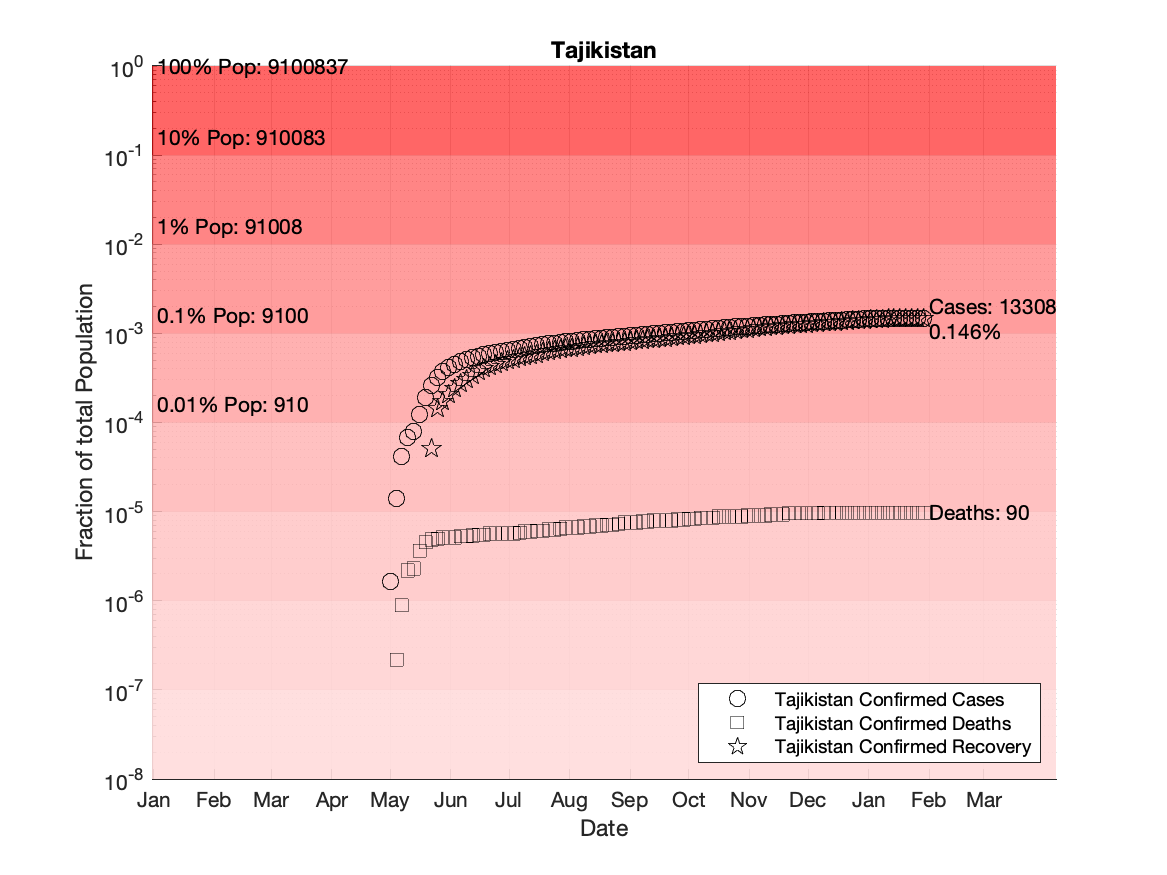 Tajikistan
10^0
100% Pop: 9100837
10% Pop: 910083
10^-1
1% Pop: 91008
10^-2
0.1% Pop: 9100
Cases: 13308
10^-3
0.146%
0.01% Pop: 910
10^-4
10^-5
Deaths: 90
10^-6
10^-7
10^-8
Fraction of total Population
Tajikistan Confirmed Cases
Tajikistan Confirmed Deaths
Tajikistan Confirmed Recovery
Jan Feb Mar Apr May Jun Jul Aug Sep Oct Nov Dec Jan Feb Mar
Date